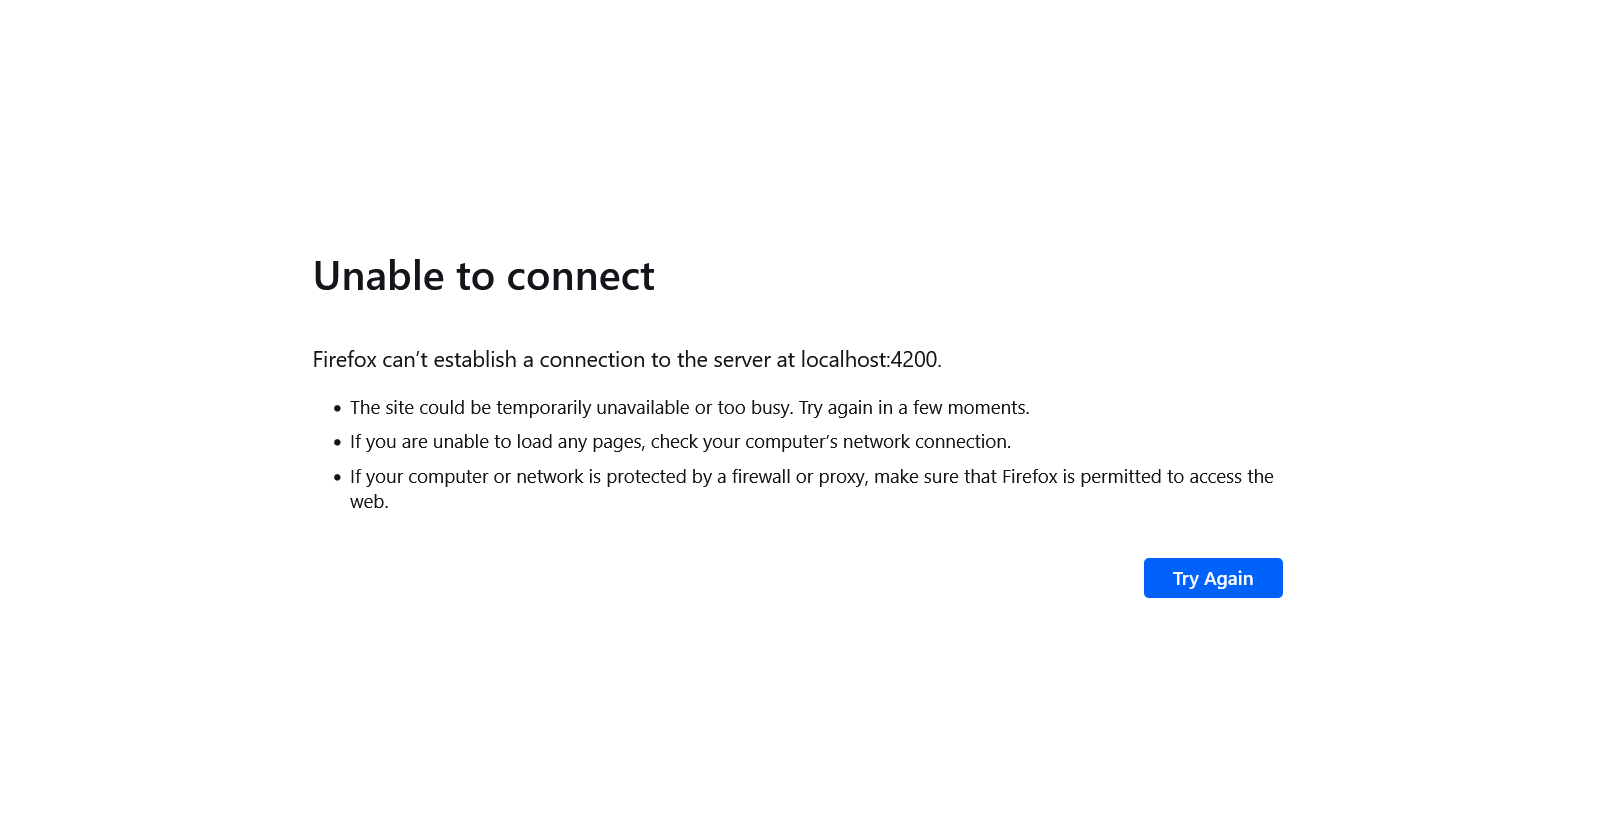 Unable to connect
Firefox can’t establish a connection to the server at localhost:4200.
• The site could be temporarily unavailable or too busy. Try again in a few moments.
• If you are unable to load any pages, check your computer’s network connection.
• If your computer or network is protected by a firewall or proxy, make sure that Firefox is permitted to access the
web.
Try Again